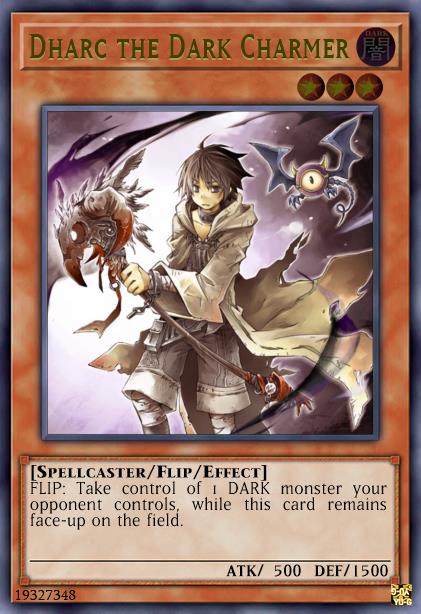 DHARC THE DARK CHARMER
DARK
闇
[SPELLCASTER/FLIP/EFFECT]
FLIP: Take control of 1 DARK monster your
opponent controls, while this card remains
face-up on the field.
ATK/ 500 DEF/1500
19327348